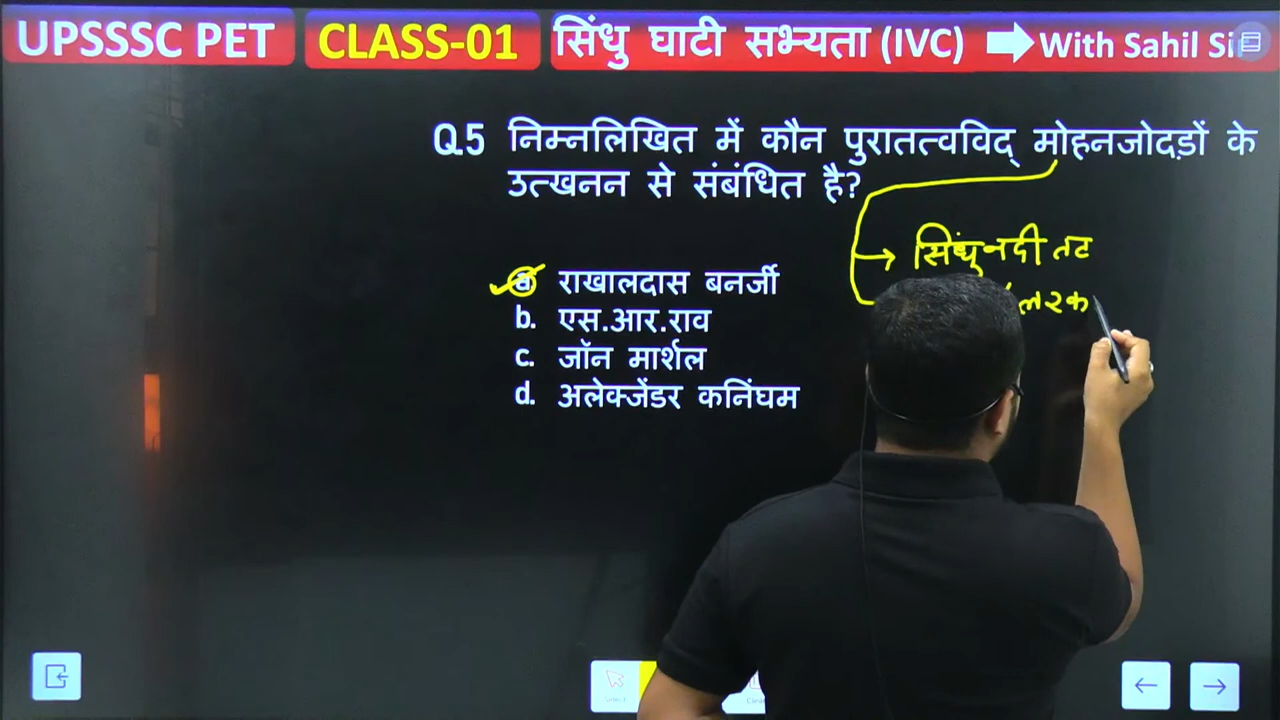 UPSSSC PET CLASS-01 सिंधु घाटी सभ्यता (IVC) With Sahil
Q.5 निम्नलिखित में कौन पुरातत्वविद् मोहनजोदड़ों के
उत्खनन से संबंधित है?
सिंधु नदी तट
a राखालदास बनर्जी
b. एस.आर.राव
c. जॉन मार्शल
d. अलेक्जेंडर कनिंघम